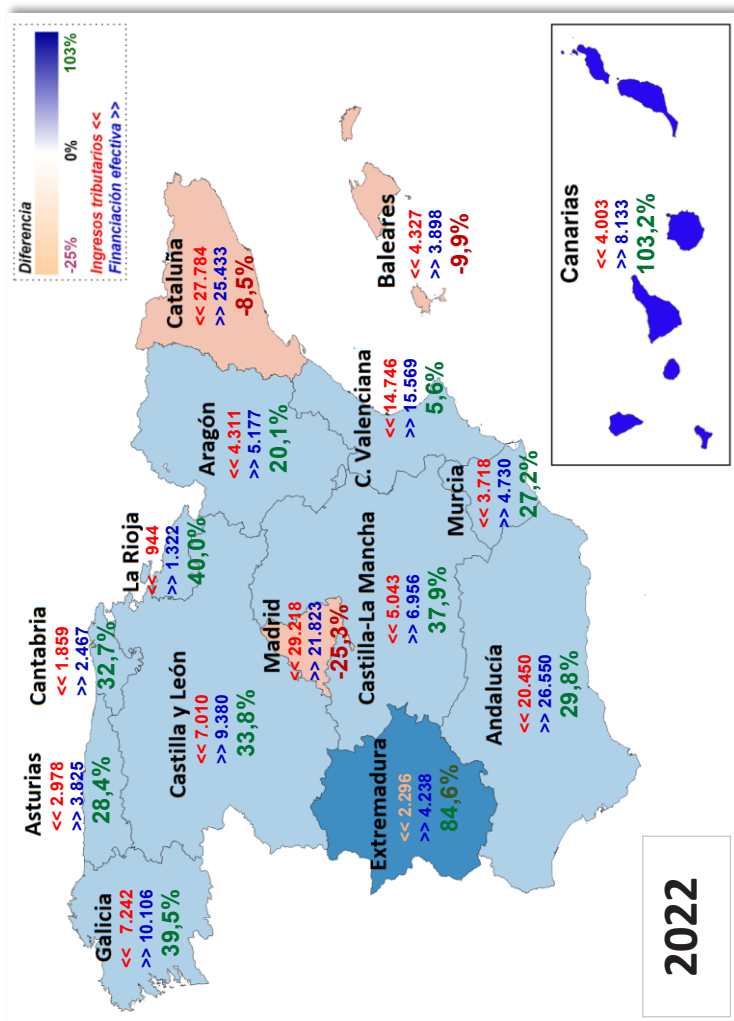 Diferencia
-25% 0% 103%
Ingresos tributarios <<
Financiación efectiva >>
Asturias
<< 2.978
>> 3.825
28,4%
Cantabria
<< 1.859
>> 2.467
32,7%
Galicia
<< 7.242
>> 10.106
39,5%
La Rioja
<< 944
>> 1.322
40,0%
Cataluña
<< 27.784
>> 25.433
-8,5%
Aragón
<< 4.311
>> 5.177
20,1%
Castilla y León
<< 7.010
>> 9.380
33,8%
Madrid
<< 29.218
>> 21.823
-25,3%
C. Valenciana
<< 14.746
>> 15.569
5,6%
Baleares
<< 4.327
>> 3.898
-9,9%
Extremadura
<< 2.296
>> 4.238
84,6%
Castilla-La Mancha
<< 5.043
>> 6.956
37,9%
Murcia
<< 3.718
>> 4.730
27,2%
Andalucía
<< 20.450
>> 26.550
29,8%
Canarias
<< 4.003
>> 8.133
103,2%
2022